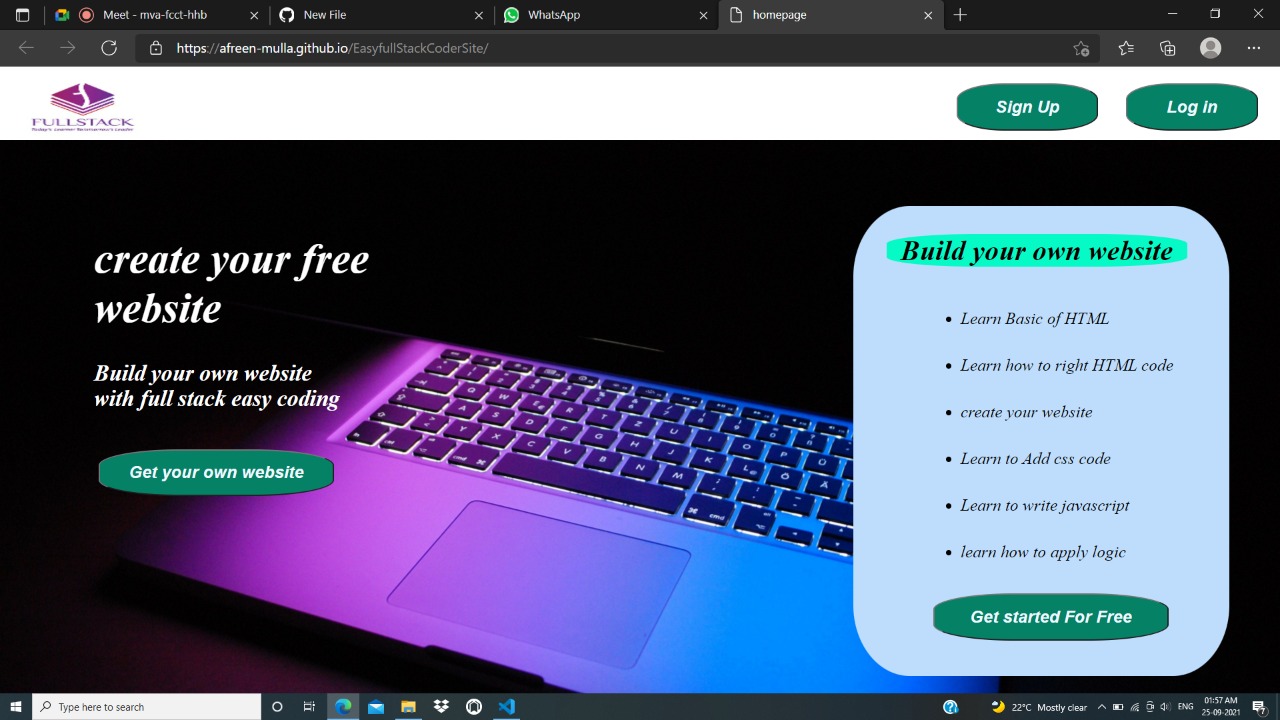 Meet - mva-fcct-hhb
New File
WhatsApp
homepage
https://afreen-mulla.github.io/EasyfullStackCoderSite/
FULLSTACK
Sign Up
Log in
create your free
website
Build your own website
with full stack easy coding
Get your own website
Build your own website
Learn Basic of HTML
Learn how to right HTML code
create your website
Learn to Add css code
Learn to write javascript
learn how to apply logic
Get started For Free
Type here to search
22°C Mostly clear
ENG
01:57 AM
25-09-2021